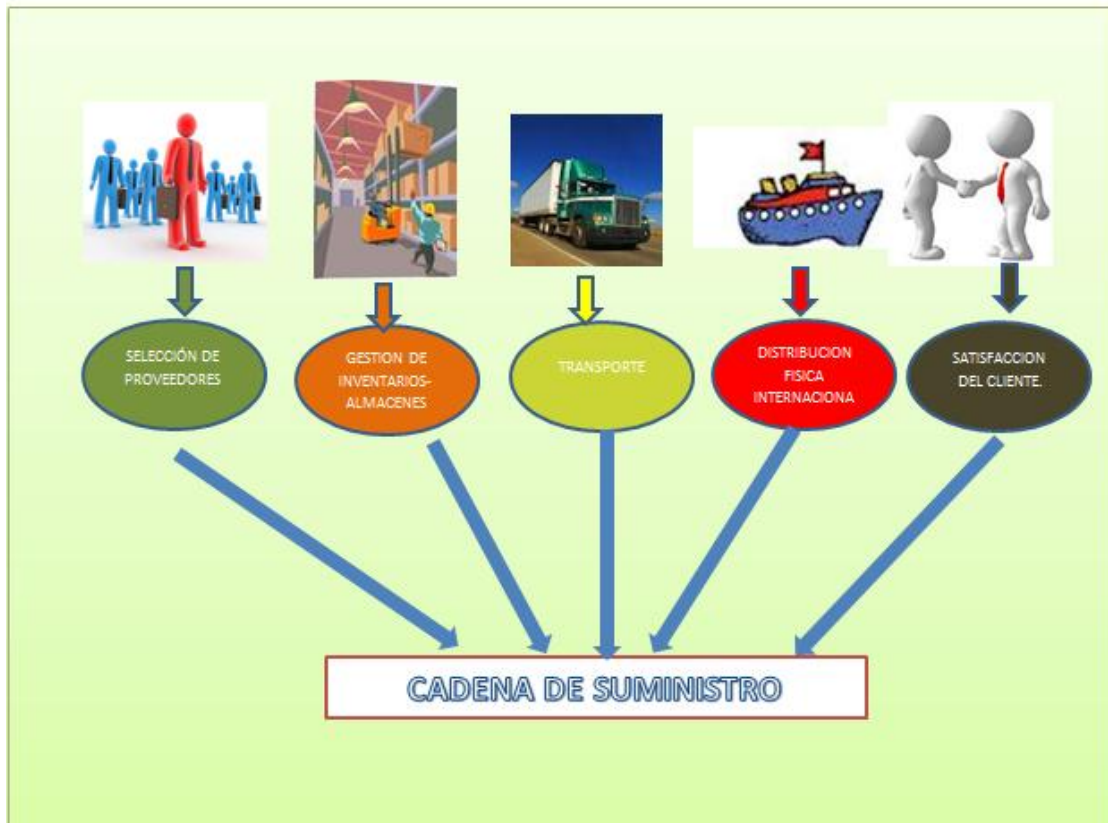 SELECCIÓN DE
PROVEEDORES
GESTION DE
INVENTARIOS-
ALMACENES
TRANSPORTE
DISTRIBUCION
FISICA
INTERNACIONA
SATISFACCION
DEL CLIENTE.
CADENA DE SUMINISTRO